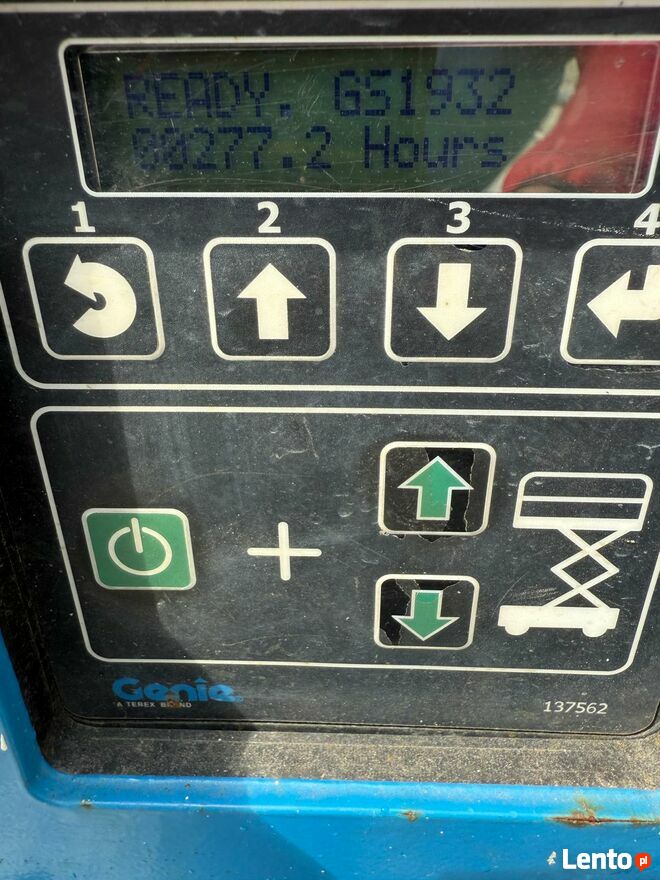 READY, GS1932
00277.2 Hours
1 2 3 4
Genie
A TEREX BRAND
137562
Lento.pl